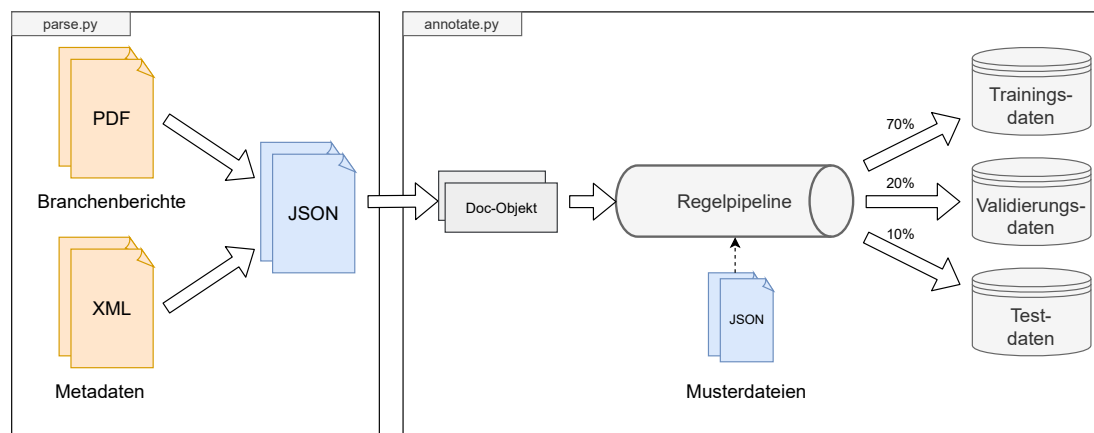 parse.py
PDF
Branchenberichte
XML
Metadaten
JSON
annotate.py
Doc-Objekt
Regelpipeline
JSON
Musterdateien
70%
20%
10%
Trainings-
daten
Validierungs-
daten
Test-
daten